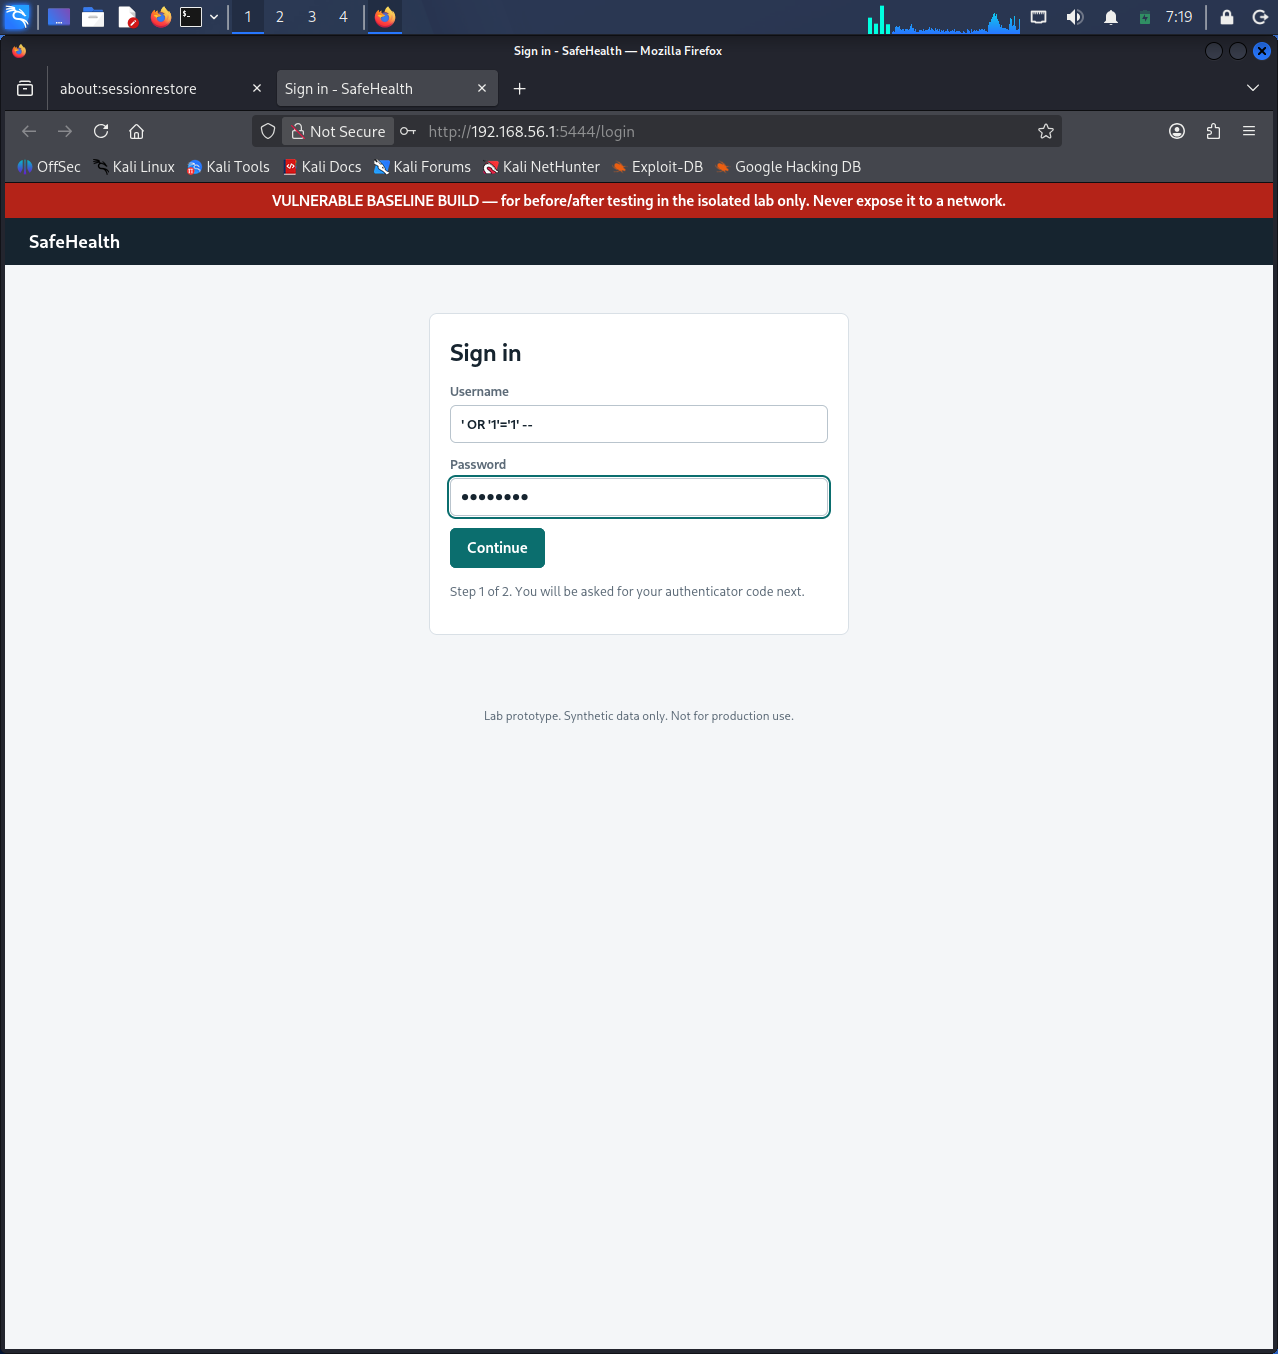 1 2 3 4 7:19
Sign in - SafeHealth — Mozilla Firefox
about:sessionrestore Sign in - SafeHealth
Not Secure http://192.168.56.1:5444/login
OffSec Kali Linux Kali Tools Kali Docs Kali Forums Kali NetHunter Exploit-DB Google Hacking DB
VULNERABLE BASELINE BUILD — for before/after testing in the isolated lab only. Never expose it to a network.
SafeHealth
Sign in
Username
' OR '1'='1' --
Password
••••••••
Continue
Step 1 of 2. You will be asked for your authenticator code next.
Lab prototype. Synthetic data only. Not for production use.